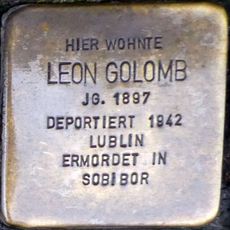 HIER WOHNTE
LEON GOLOMB
JG. 1897
DEPORTIERT 1942
LUBLIN
ERMORDET IN
SOBIBOR